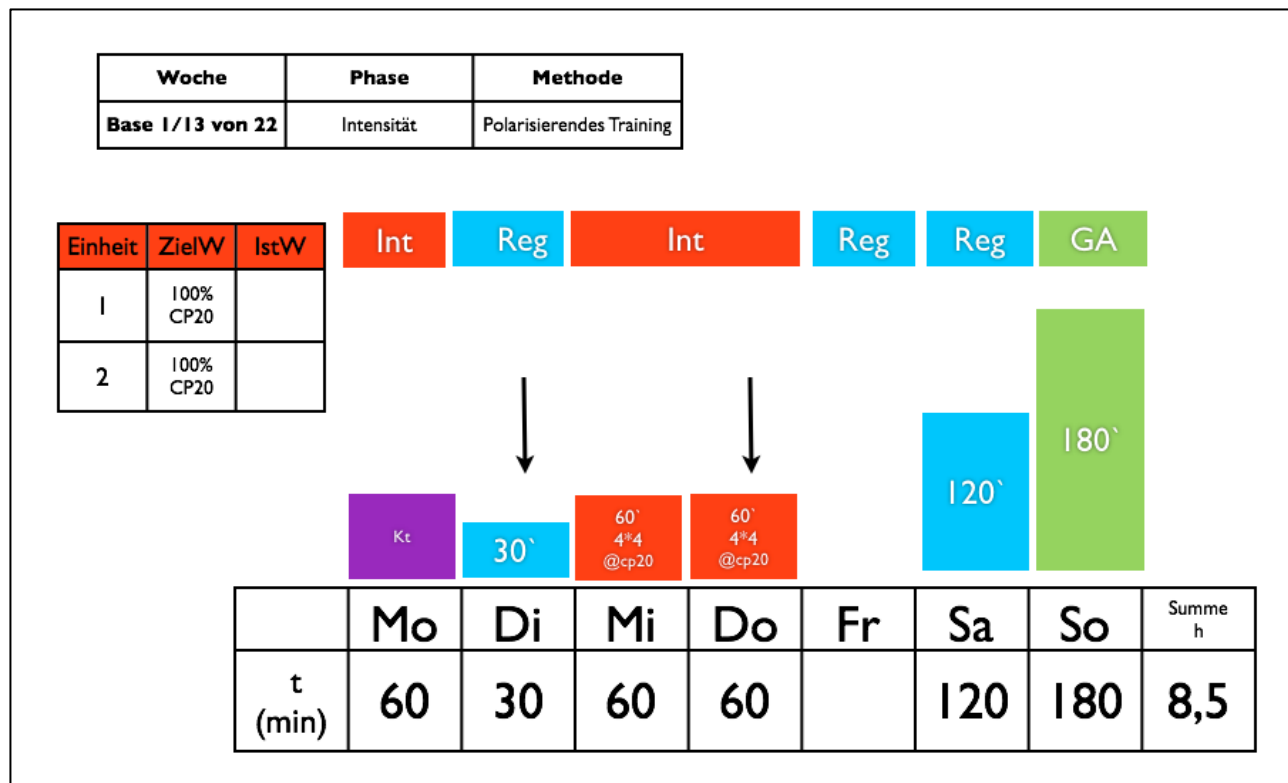 Woche Phase Methode
Base 1/13 von 22 Intensität Polarisierendes Training
Int Reg Int Reg Reg GA
Einheit ZielW IstW
1 100%
CP20
2 100%
CP20
180`
120`
Kt
30`
60`
4*4
@cp20
60`
4*4
@cp20
Mo Di Mi Do Fr Sa So Summe
h
t
(min) 60 30 60 60 120 180 8,5